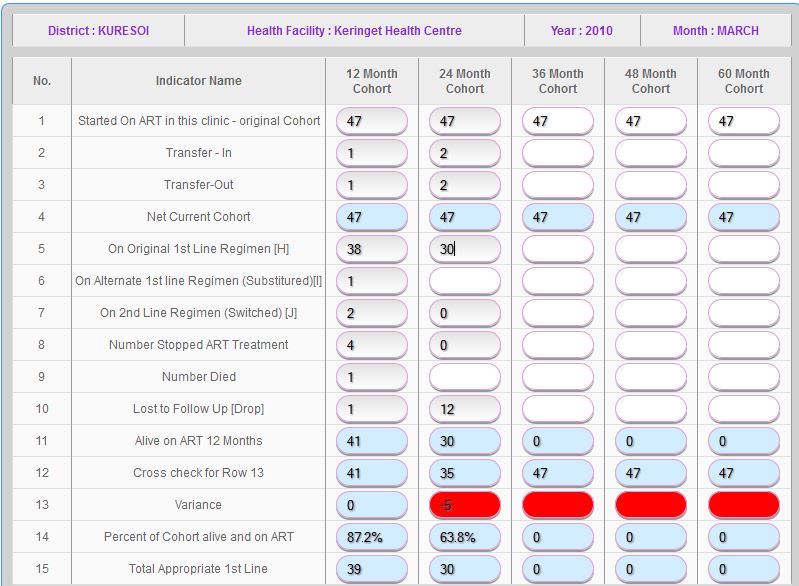 District : KURESOI Health Facility : Keringet Health Centre Year : 2010 Month : MARCH
No. Indicator Name 12 Month Cohort 24 Month Cohort 36 Month Cohort 48 Month Cohort 60 Month Cohort
1 Started On ART in this clinic - original Cohort 47 47 47 47 47
2 Transfer - In 1 2
3 Transfer-Out 1 2
4 Net Current Cohort 47 47 47 47 47
5 On Original 1st Line Regimen [H] 38 30
6 On Alternate 1st line Regimen (Substitured)[I] 1
7 On 2nd Line Regimen (Switched) [J] 2 0
8 Number Stopped ART Treatment 4 0
9 Number Died 1
10 Lost to Follow Up [Drop] 1 12
11 Alive on ART 12 Months 41 30 0 0 0
12 Cross check for Row 13 41 35 47 47 47
13 Variance 0 -5
14 Percent of Cohort alive and on ART 87.2% 63.8% 0 0 0
15 Total Appropriate 1st Line 39 30 0 0 0